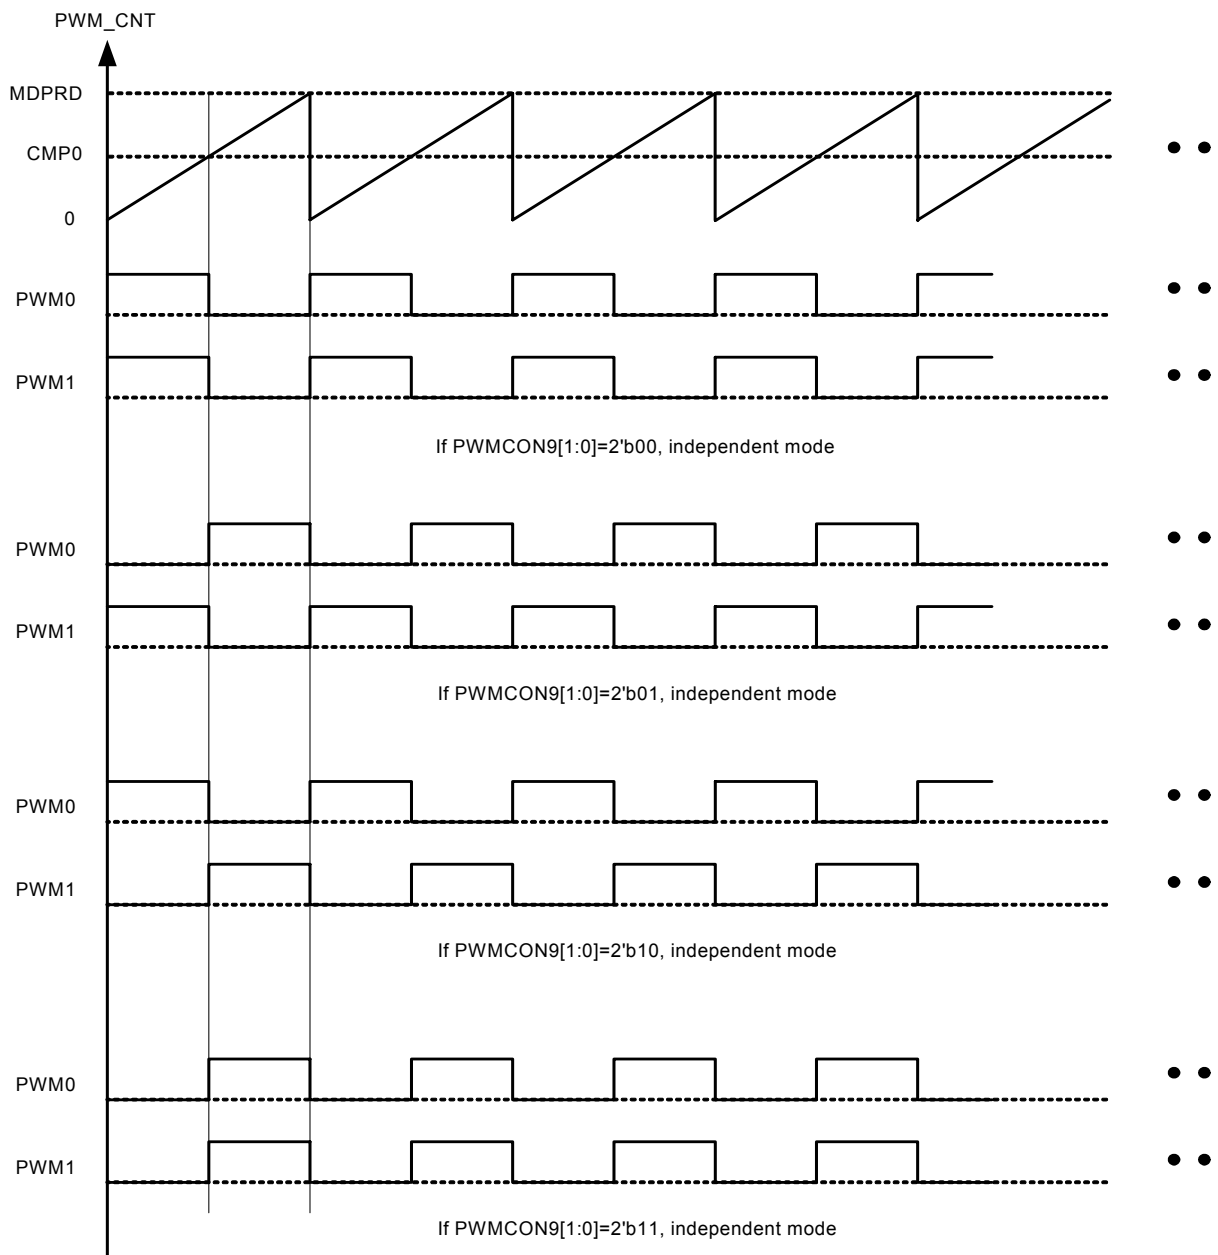 PWM_CNT
MDPRD
CMP0
0
PWM0
PWM1
If PWMCON9[1:0]=2'b00, independent mode
PWM0
PWM1
If PWMCON9[1:0]=2'b01, independent mode
PWM0
PWM1
If PWMCON9[1:0]=2'b10, independent mode
PWM0
PWM1
If PWMCON9[1:0]=2'b11, independent mode